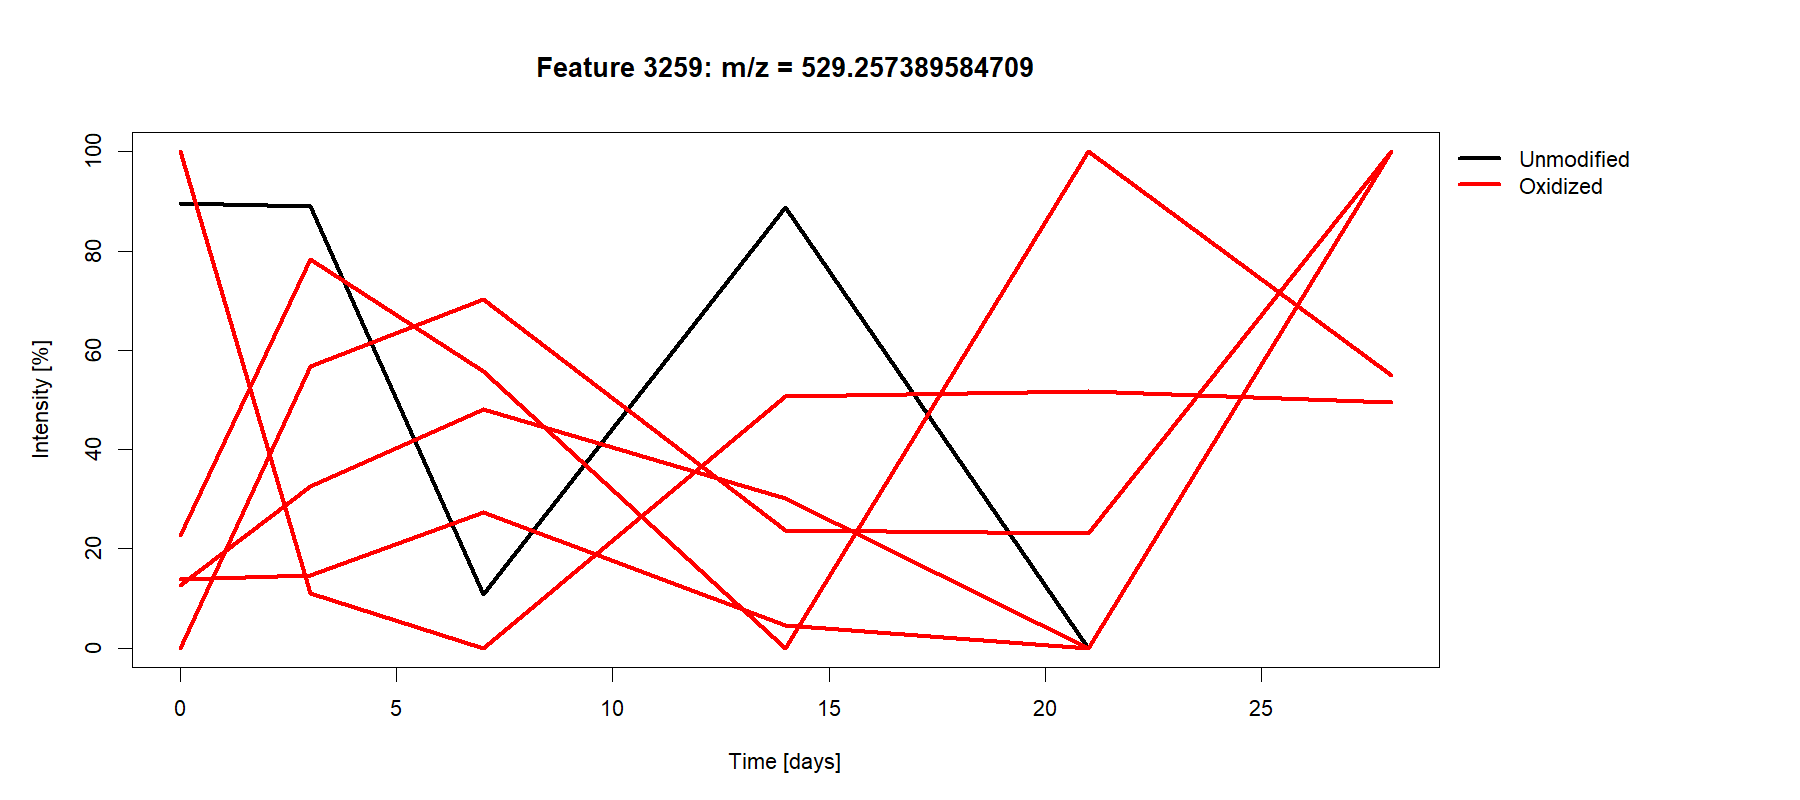 Feature 3259: m/z = 529.257389584709
Unmodified
Oxidized
Intensity [%]
100
80
60
40
20
0
0 5 10 15 20 25
Time [days]